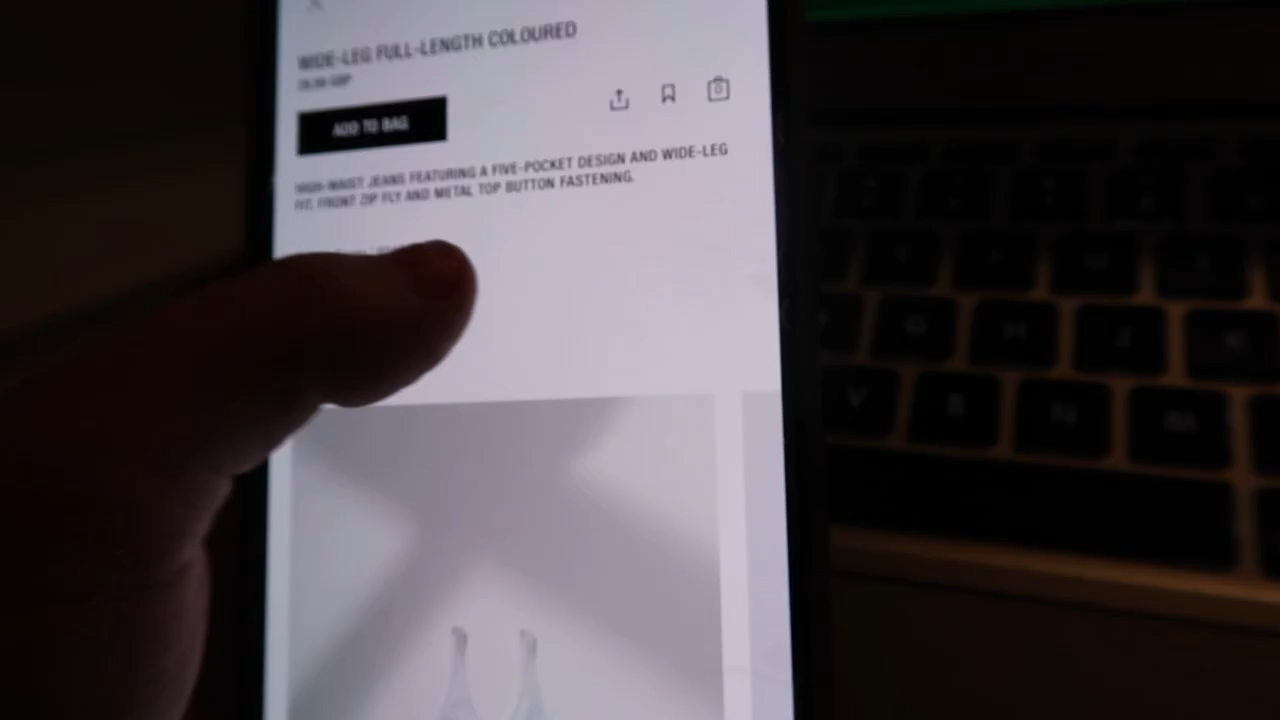 WIDE-LEG FULL-LENGTH COLOURED
ADD TO BAG
0
HIGH-WAIST JEANS FEATURING A FIVE-POCKET DESIGN AND WIDE-LEG
FIT, FRONT ZIP FLY AND METAL TOP BUTTON FASTENING.
V
B